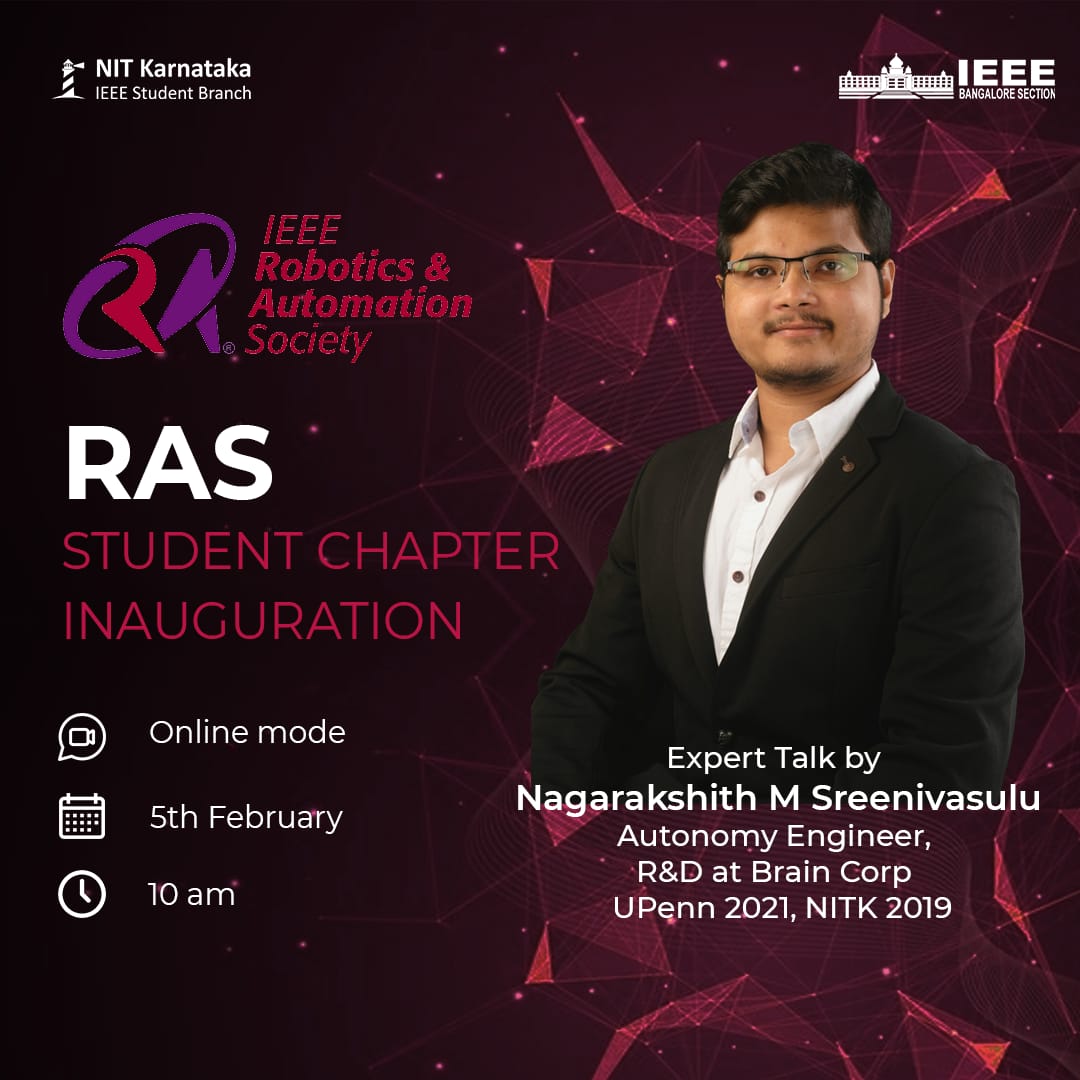 NIT Karnataka
IEEE Student Branch
IEEE
BANGALORE SECTION
IEEE
Robotics &
Automation
Society
®
RAS
STUDENT CHAPTER
INAUGURATION
Online mode
5th February
10 am
Expert Talk by
Nagarakshith M Sreenivasulu
Autonomy Engineer,
R&D at Brain Corp
UPenn 2021, NITK 2019